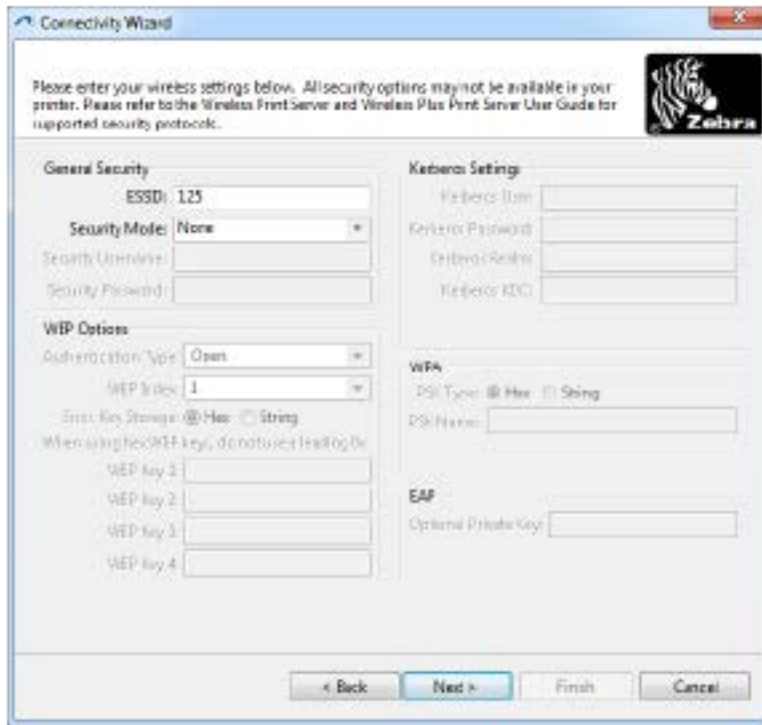 Connectivity Wizard
Please enter your wireless settings below. All security options may not be available in your
printer. Please refer to the Wireless Print Server and Wireless Plus Print Server User Guide for
supported security protocols.
Zebra
General Security
ESSID: 125
Security Mode: None
Security Username:
Security Password:
WEP Options
Authentication Type: Open
WEP Index: 1
Enc. Key Storage: Hex String
When using hex WEP keys, do not use a leading 0x
WEP Key 1:
WEP Key 2:
WEP Key 3:
WEP Key 4:
Kerberos Settings
Kerberos User:
Kerberos Password:
Kerberos Realm:
Kerberos KDC:
WPA
PSK Type: Hex String
PSK Name:
EAP
Optional Private Key:
< Back
Next >
Finish
Cancel